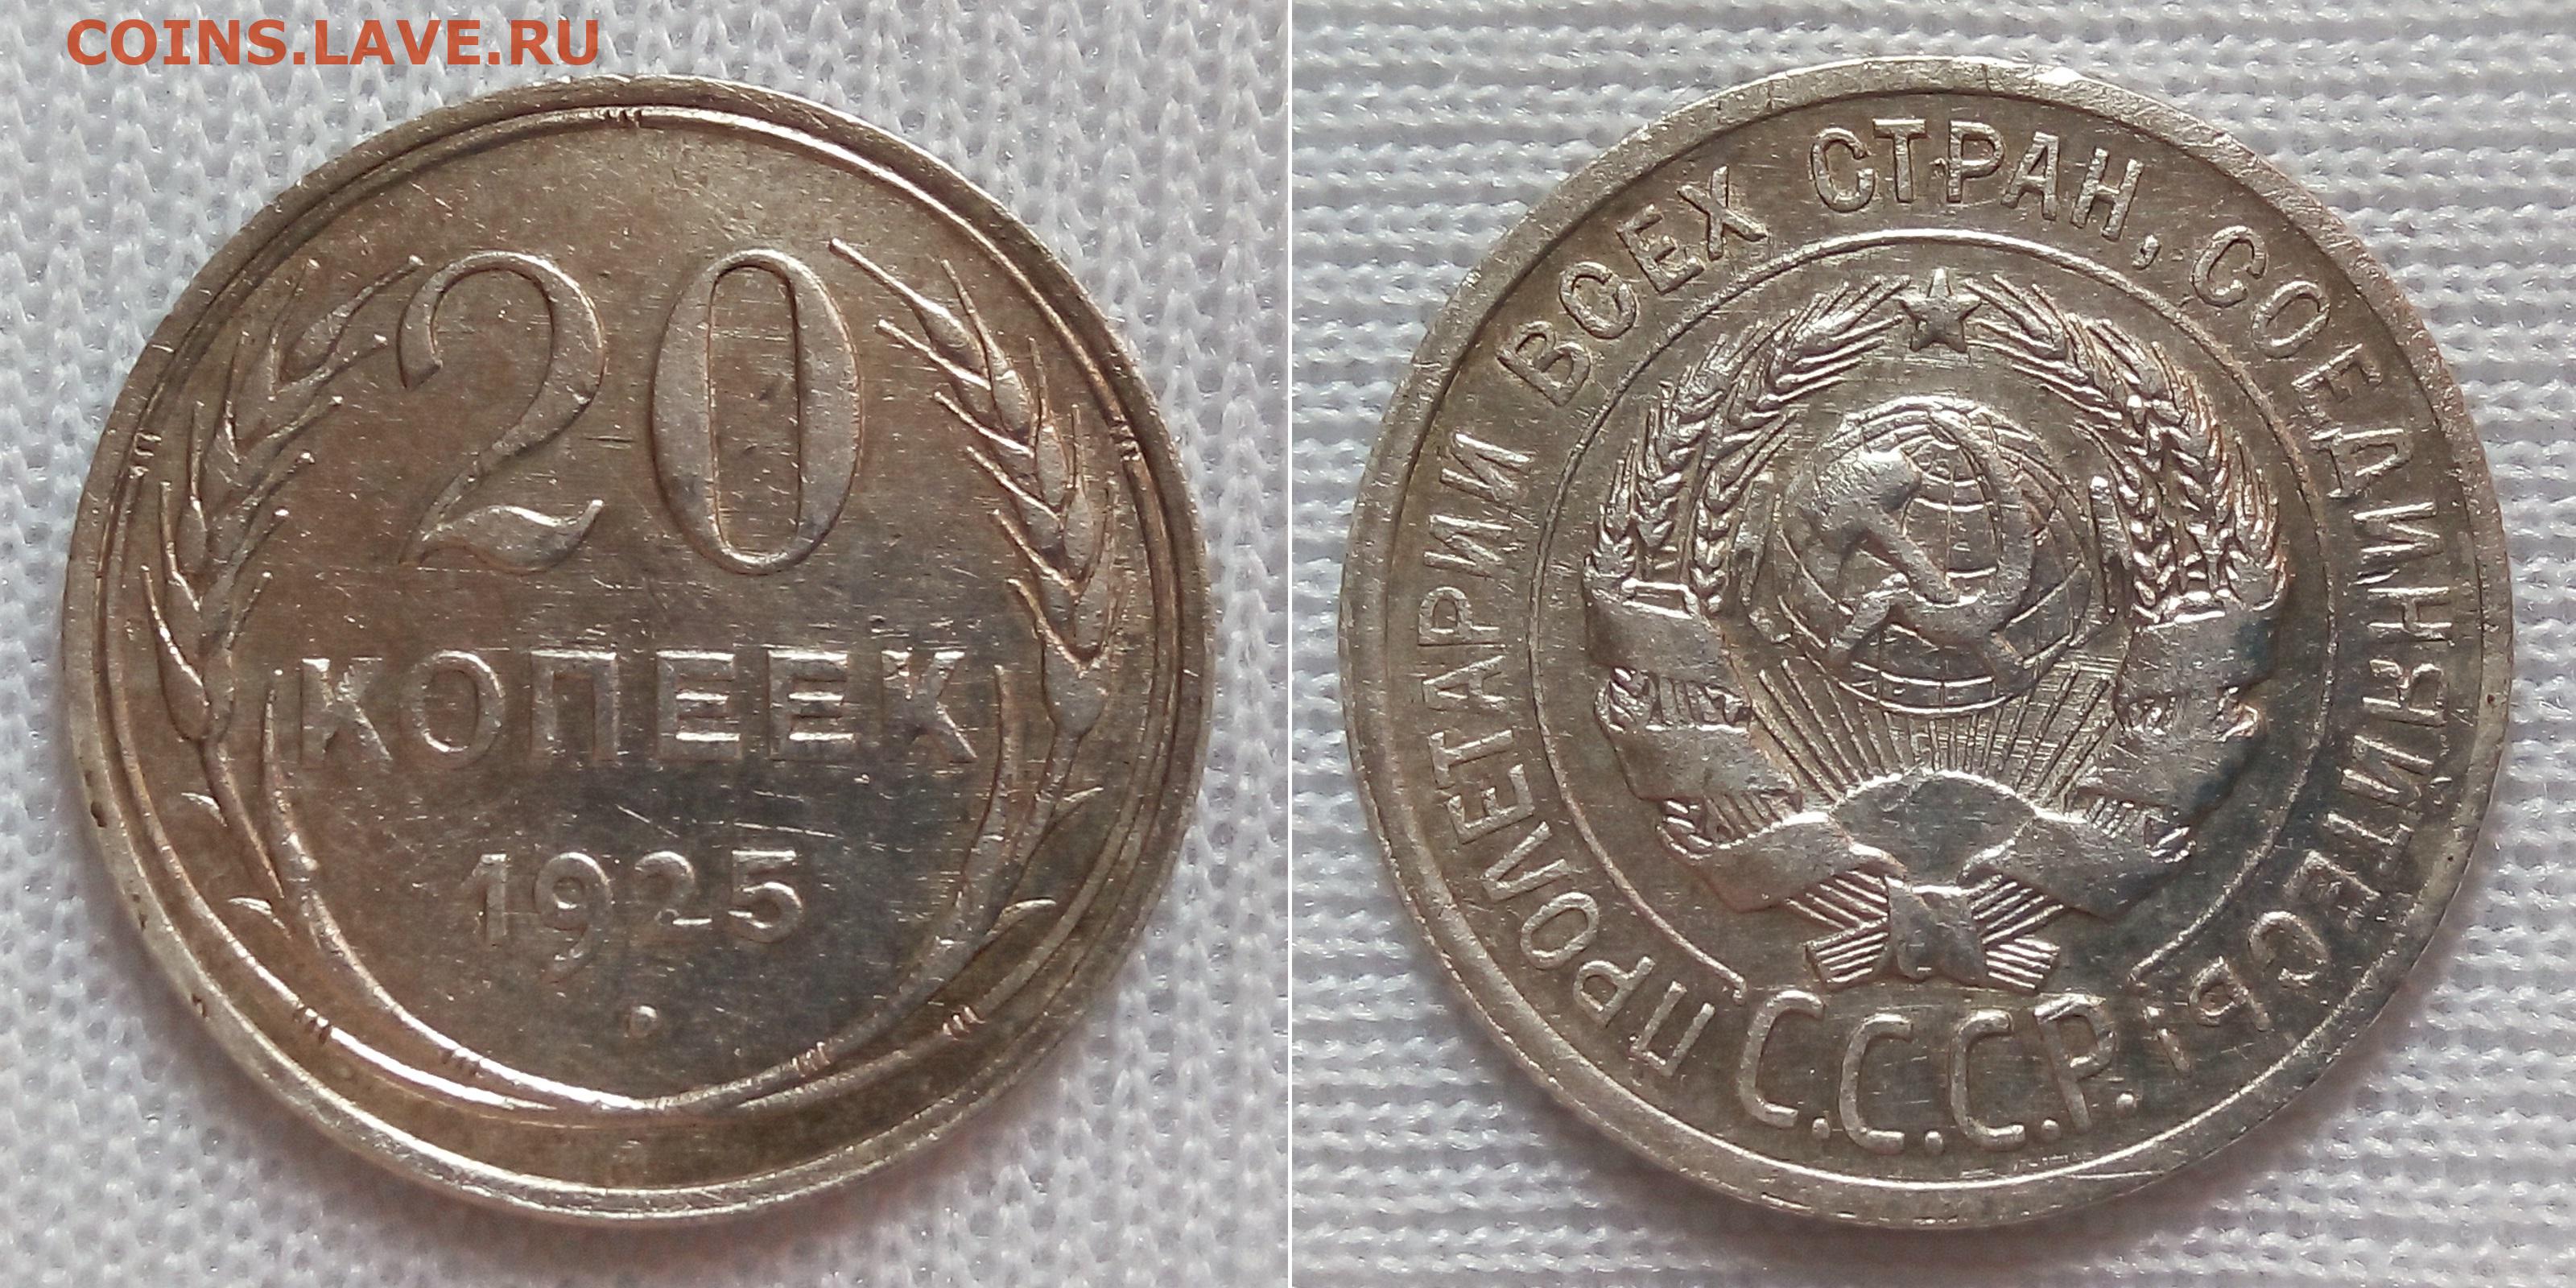 COINS.LAVE.RU
20
КОПЕЕК
1925
ПРОЛЕТАРИИ ВСЕХ СТРАН, СОЕДИНЯЙТЕСЬ!
С.С.С.Р.